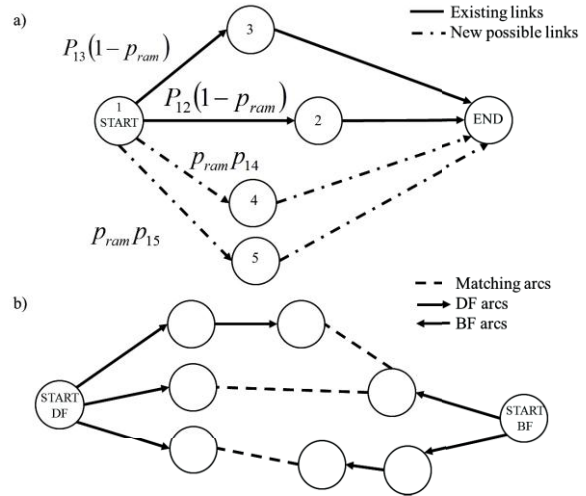 a)
Existing links
New possible links
P₁₃(1 − pᵣₐₘ)
3
1
START
P₁₂(1 − pᵣₐₘ)
2
END
pᵣₐₘ p₁₄
4
pᵣₐₘ p₁₅
5
b)
Matching arcs
DF arcs
BF arcs
START
DF
START
BF